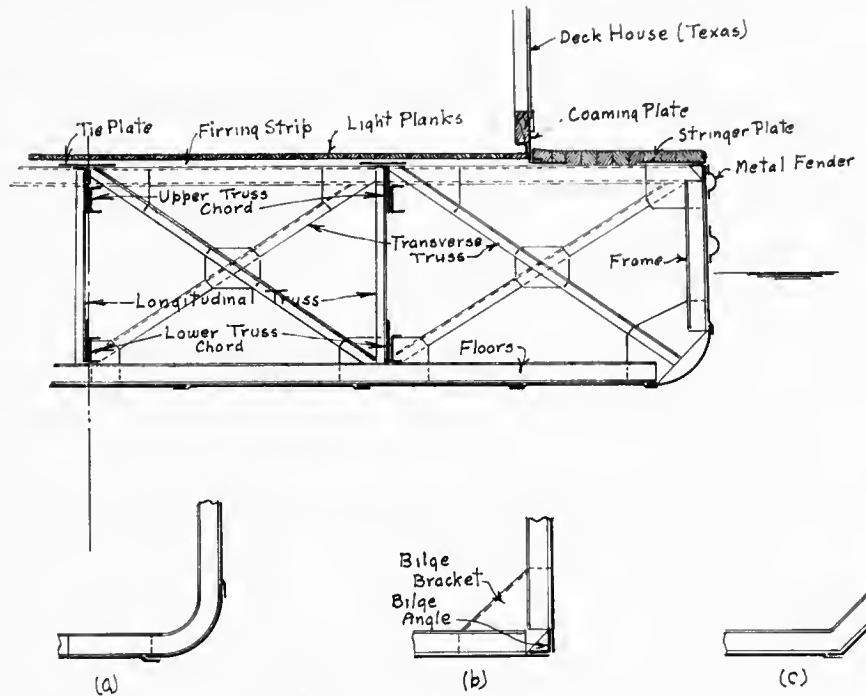 Deck House (Texas)
Tie Plate
Firring Strip
Light Planks
Coaming Plate
Stringer Plate
Metal Fender
Upper Truss
Chord
Transverse
Truss
Frame
Longitudinal Truss
Lower Truss
Chord
Floors
Bilge
Bracket
Bilge
Angle
(a)
(b)
(c)